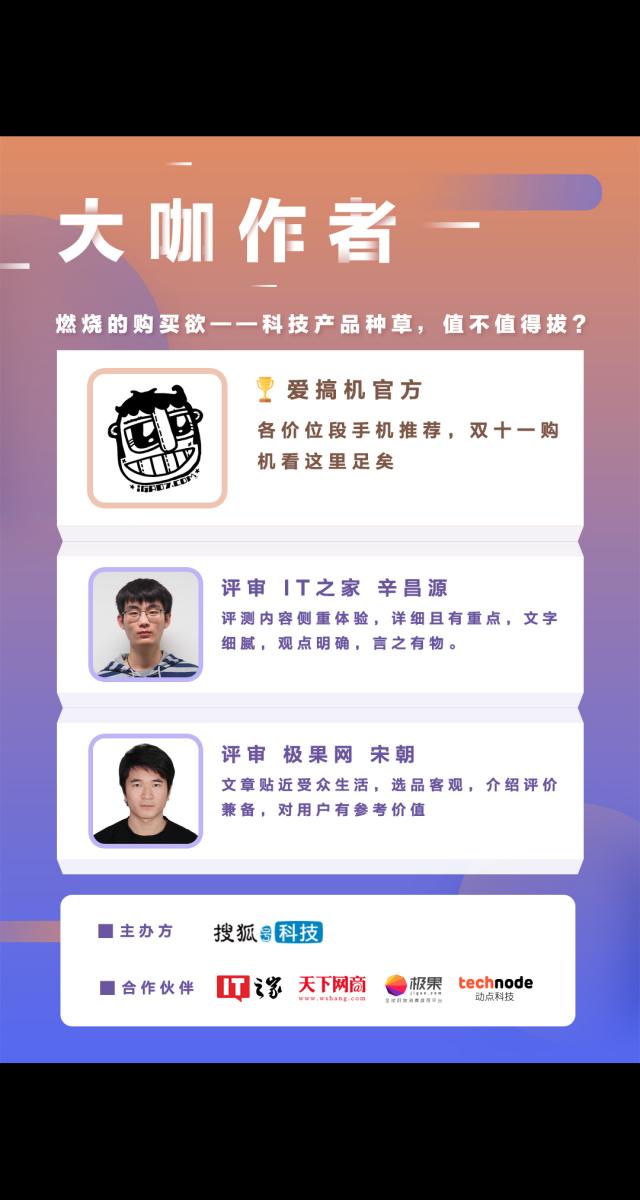 大咖作者
燃烧的购买欲——科技产品种草，值不值得拔？
iGAO7.COM
🏆 爱搞机官方
各价位段手机推荐，双十一购
机看这里足矣
评审 IT之家 辛昌源
评测内容侧重体验，详细且有重点，文字
细腻，观点明确，言之有物。
评审 极果网 宋朝
文章贴近受众生活，选品客观，介绍评价
兼备，对用户有参考价值
主办方 搜狐号科技
合作伙伴 IT之家 天下网商 极果 technode
www.wshang.com jiguo.com 动点科技